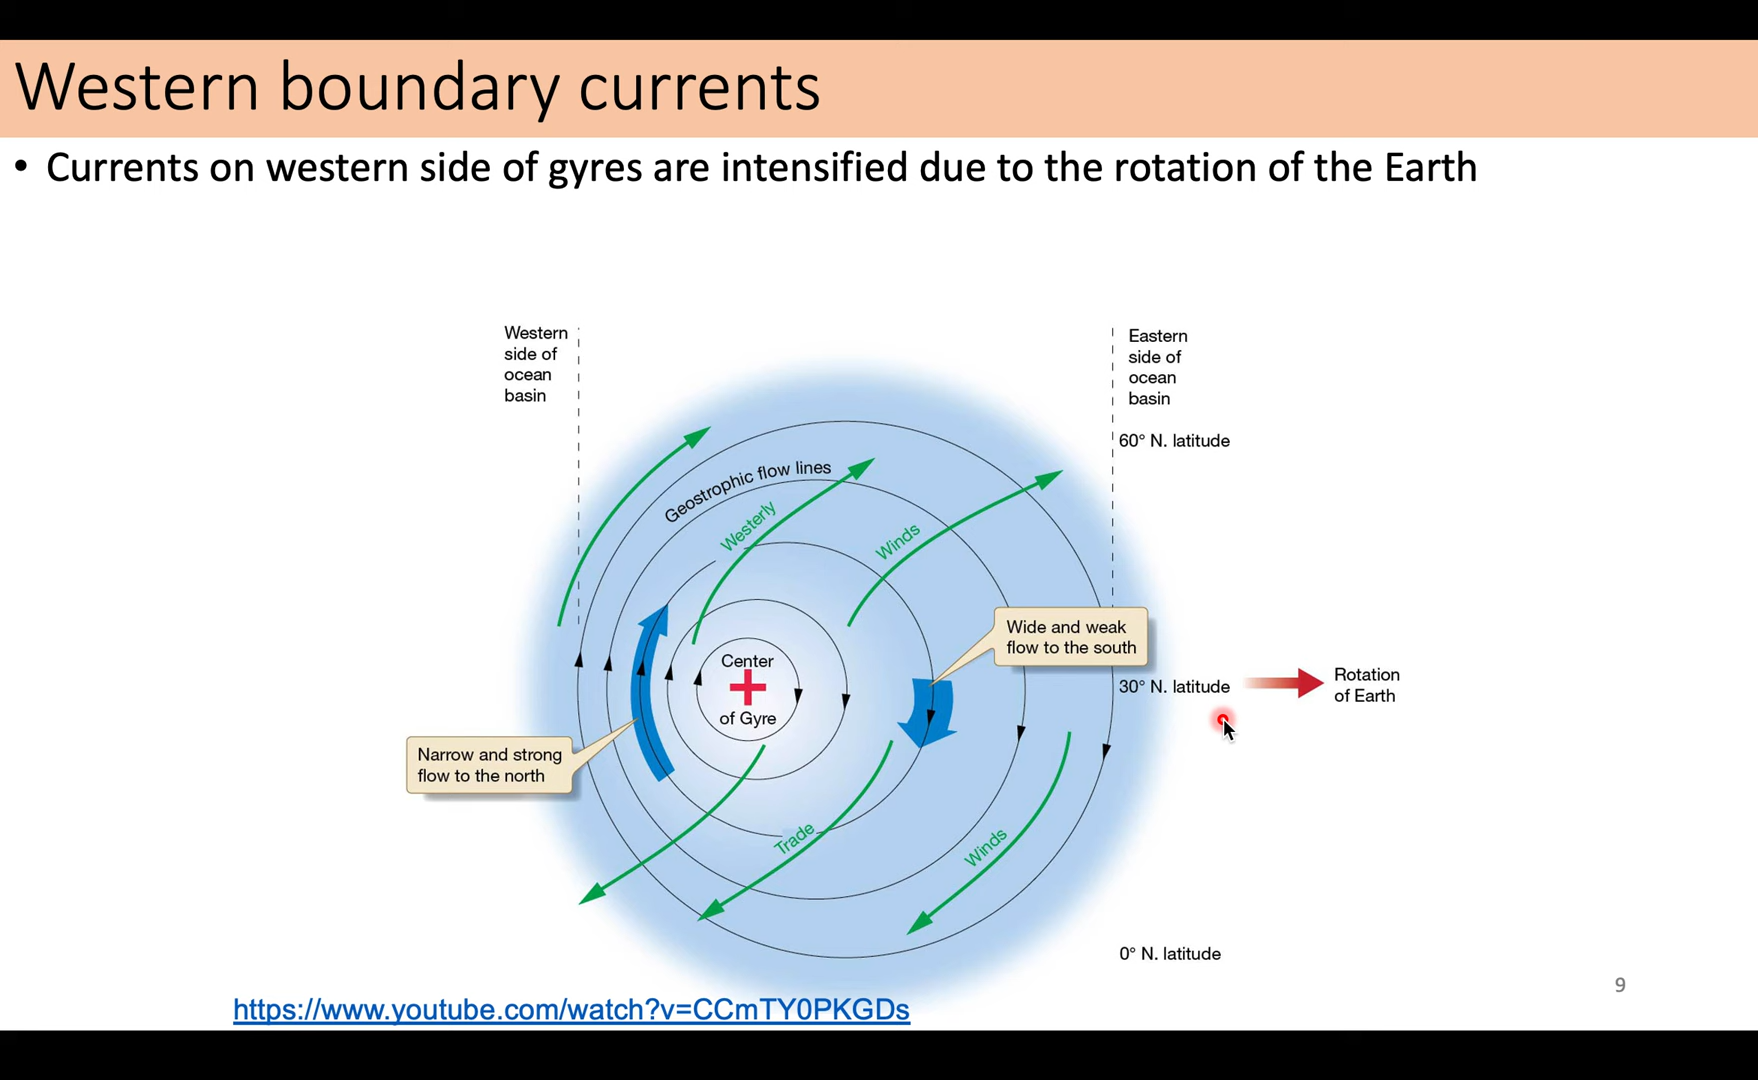 Western boundary currents
• Currents on western side of gyres are intensified due to the rotation of the Earth
Western
side of
ocean
basin
Eastern
side of
ocean
basin
60° N. latitude
Geostrophic flow lines
Westerly
Winds
Wide and weak
flow to the south
Center
of Gyre
30° N. latitude
Rotation
of Earth
Narrow and strong
flow to the north
Trade
Winds
0° N. latitude
9
https://www.youtube.com/watch?v=CCmTY0PKGDs